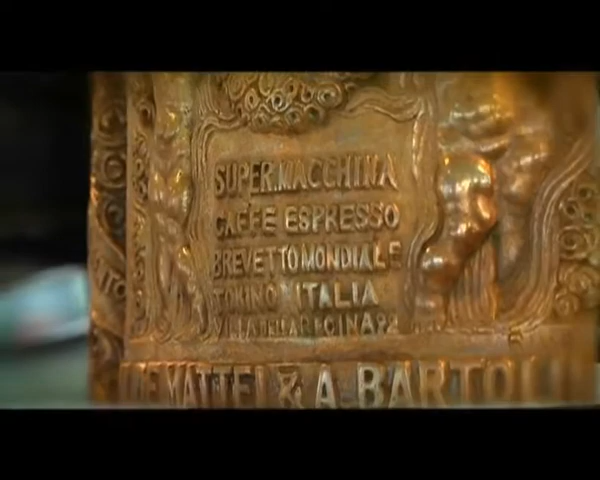 SUPER.MACCHINA
CAFFE ESPRESSO
BREVETTO MONDIALE
TORINO ITALIA
& A. BARTOLI